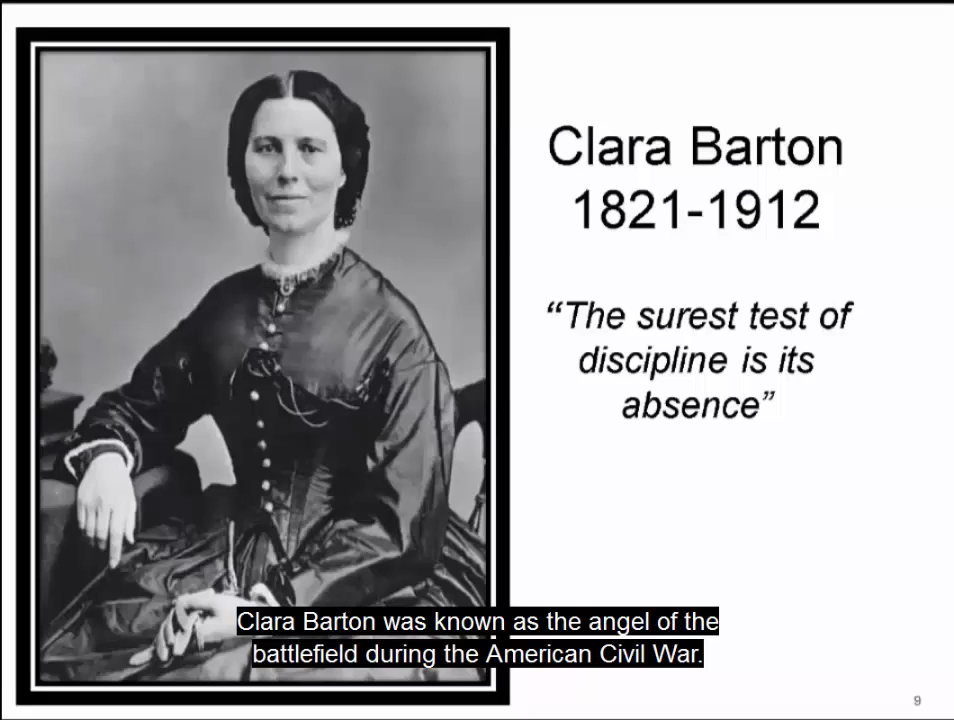 Clara Barton
1821-1912
“The surest test of
discipline is its
absence”
Clara Barton was known as the angel of the
battlefield during the American Civil War.
9